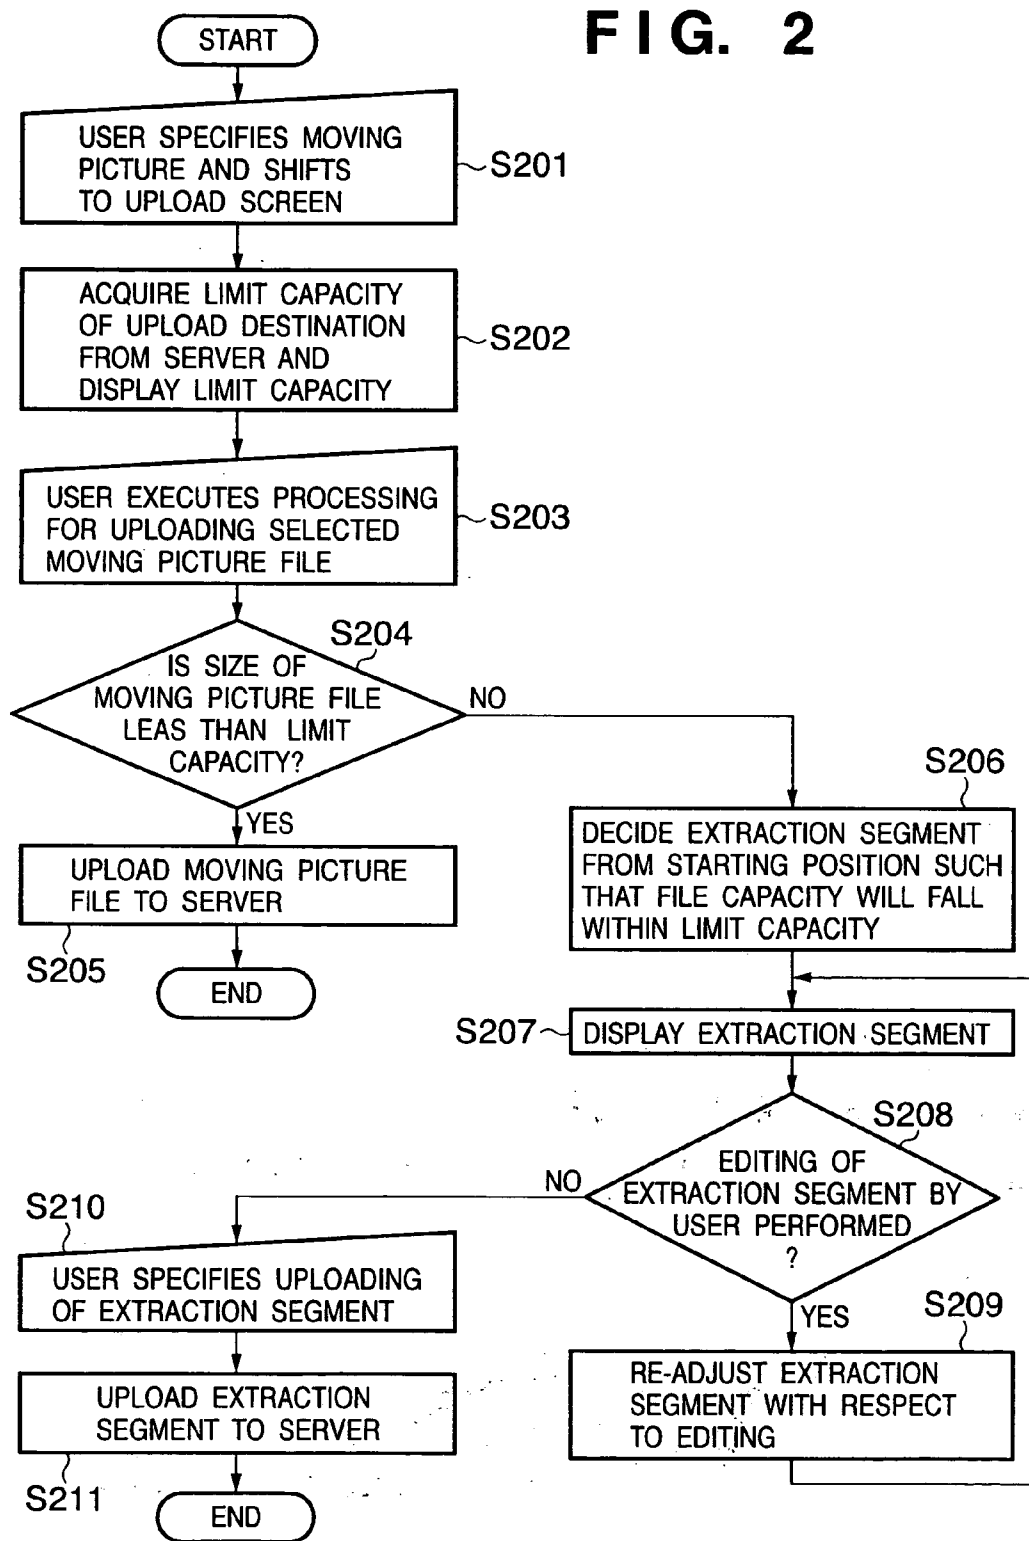 FIG. 2
START
USER SPECIFIES MOVING
PICTURE AND SHIFTS
TO UPLOAD SCREEN
S201
ACQUIRE LIMIT CAPACITY
OF UPLOAD DESTINATION
FROM SERVER AND
DISPLAY LIMIT CAPACITY
S202
USER EXECUTES PROCESSING
FOR UPLOADING SELECTED
MOVING PICTURE FILE
S203
S204
IS SIZE OF
MOVING PICTURE FILE
LEAS THAN LIMIT
CAPACITY?
NO
YES
UPLOAD MOVING PICTURE
FILE TO SERVER
S205
END
S206
DECIDE EXTRACTION SEGMENT
FROM STARTING POSITION SUCH
THAT FILE CAPACITY WILL FALL
WITHIN LIMIT CAPACITY
S207
DISPLAY EXTRACTION SEGMENT
S208
EDITING OF
EXTRACTION SEGMENT BY
USER PERFORMED
?
NO
YES
S209
RE-ADJUST EXTRACTION
SEGMENT WITH RESPECT
TO EDITING
S210
USER SPECIFIES UPLOADING
OF EXTRACTION SEGMENT
UPLOAD EXTRACTION
SEGMENT TO SERVER
S211
END